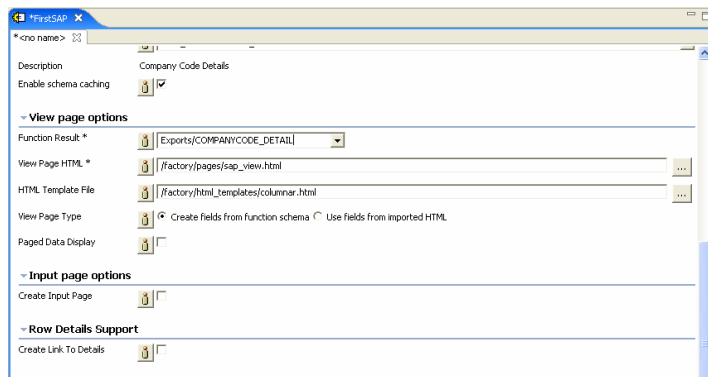 *FirstSAP
*<no name>
Description Company Code Details
Enable schema caching
View page options
Function Result * Exports/COMPANYCODE_DETAIL
View Page HTML * /factory/pages/sap_view.html ...
HTML Template File /factory/html_templates/columnar.html ...
View Page Type Create fields from function schema Use fields from imported HTML
Paged Data Display
Input page options
Create Input Page
Row Details Support
Create Link To Details